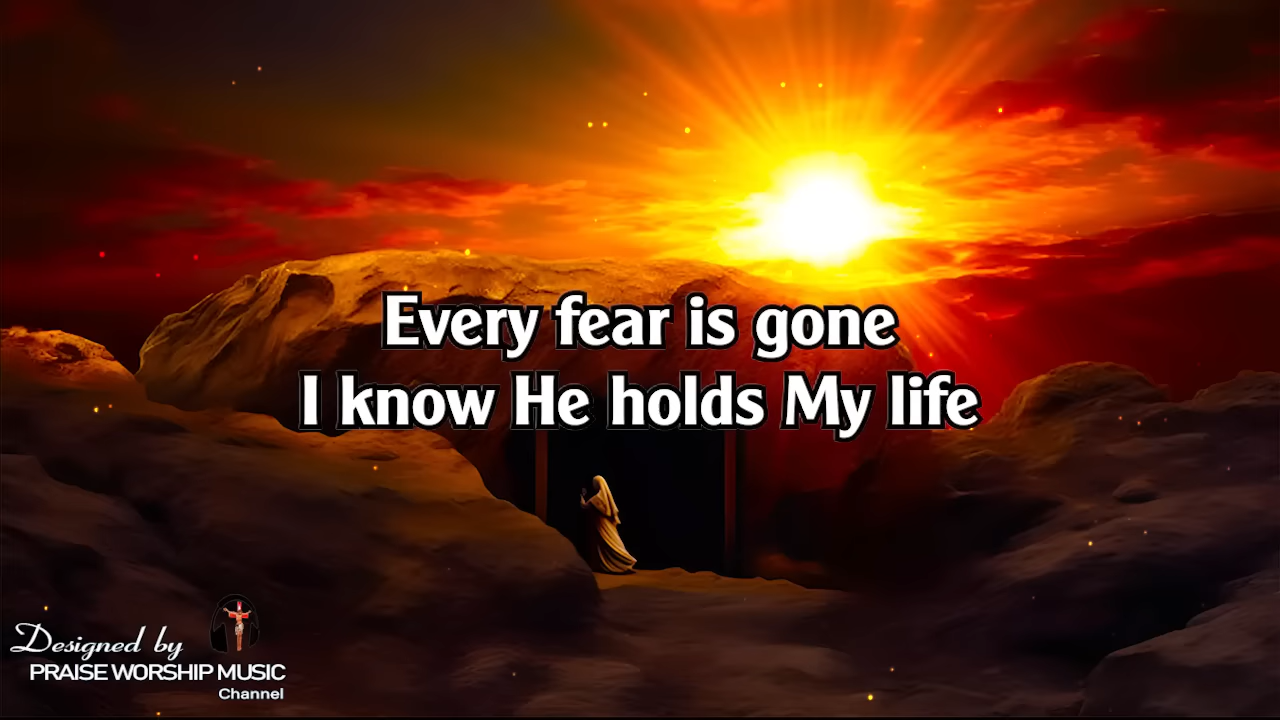 Every fear is gone
I know He holds My life
Designed by
PRAISE WORSHIP MUSIC
Channel